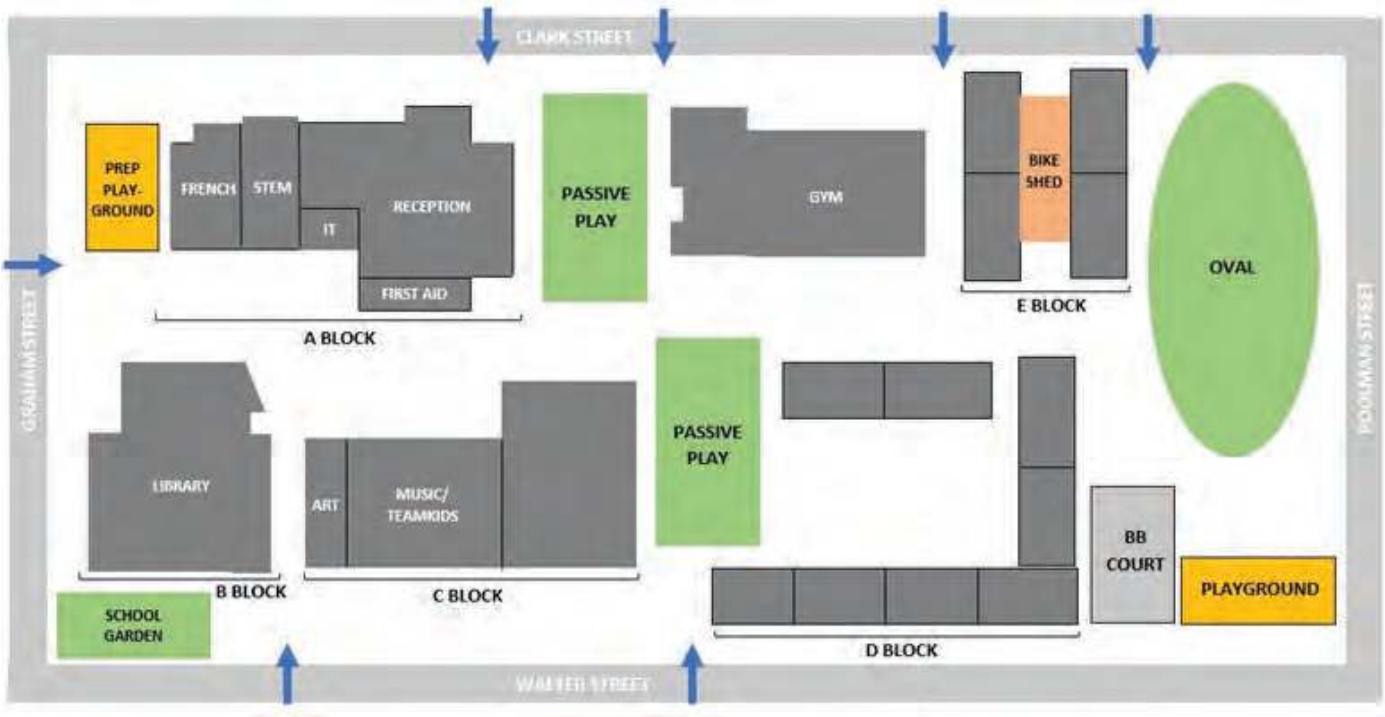 CLARK STREET
PREP
PLAY-
GROUND
FRENCH
STEM
IT
RECEPTION
FIRST AID
A BLOCK
PASSIVE
PLAY
GYM
BIKE
SHED
E BLOCK
OVAL
GRAHAM STREET
POOLMAN STREET
LIBRARY
B BLOCK
SCHOOL
GARDEN
ART
MUSIC/
TEAMKIDS
C BLOCK
PASSIVE
PLAY
D BLOCK
BB
COURT
PLAYGROUND
WALTER STREET